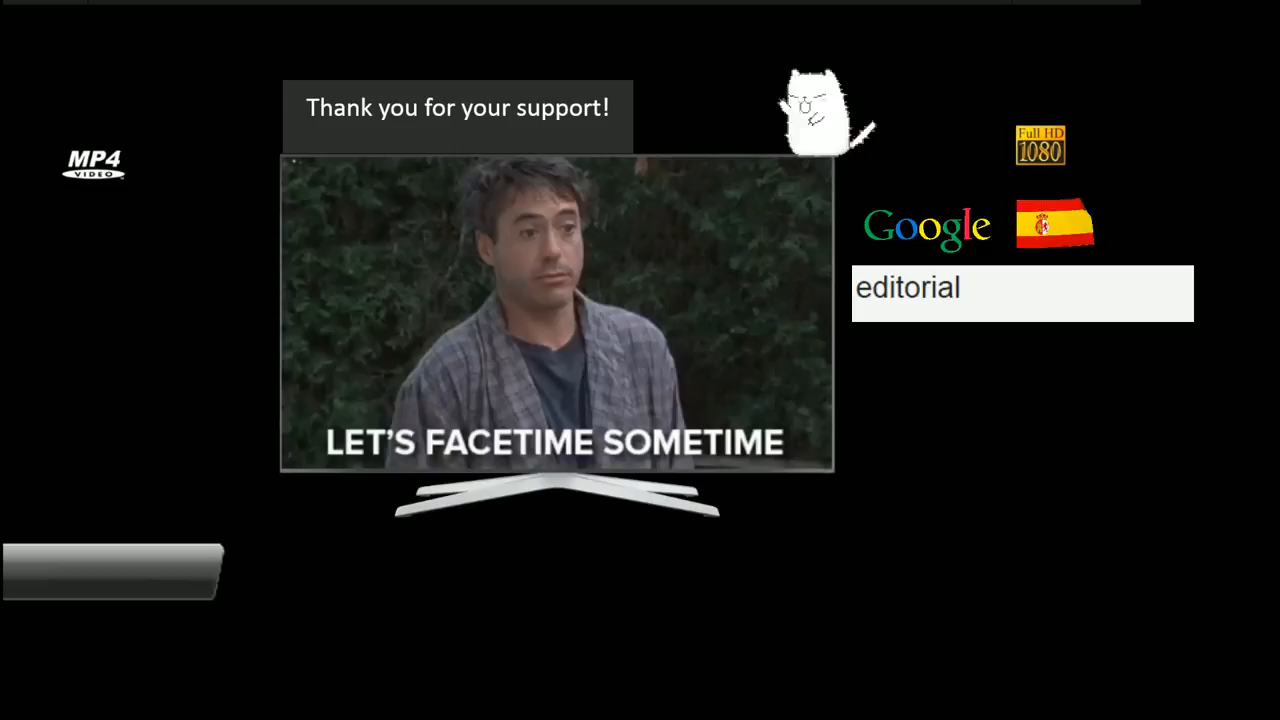 Thank you for your support!
MP4
VIDEO
Full HD
1080
Google
editorial
LET'S FACETIME SOMETIME